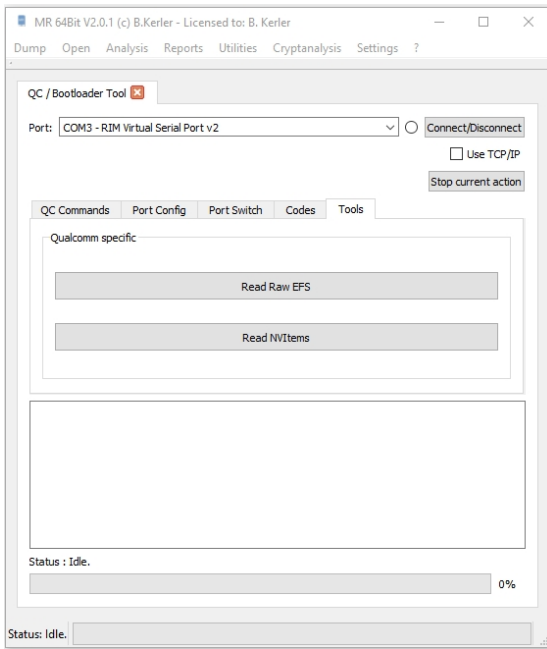 MR 64Bit V2.0.1 (c) B.Kerler - Licensed to: B. Kerler
Dump Open Analysis Reports Utilities Cryptanalysis Settings ?
QC / Bootloader Tool
Port: COM3 - RIM Virtual Serial Port v2 Connect/Disconnect
Use TCP/IP
Stop current action
QC Commands Port Config Port Switch Codes Tools
Qualcomm specific
Read Raw EFS
Read NVItems
Status : Idle.
0%
Status: Idle.